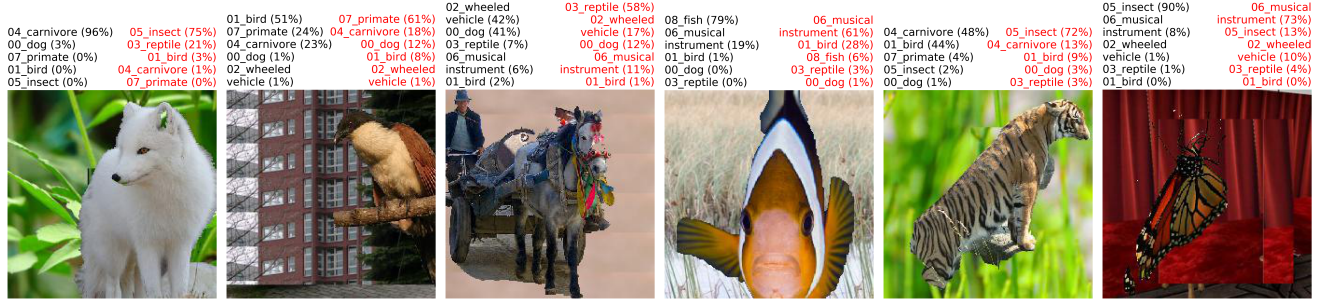 04_carnivore (96%)
00_dog (3%)
07_primate (0%)
01_bird (0%)
05_insect (0%)
05_insect (75%)
03_reptile (21%)
01_bird (3%)
04_carnivore (1%)
07_primate (0%)
01_bird (51%)
07_primate (24%)
04_carnivore (23%)
00_dog (1%)
02_wheeled
vehicle (1%)
07_primate (61%)
04_carnivore (18%)
00_dog (12%)
01_bird (8%)
02_wheeled
vehicle (1%)
02_wheeled
vehicle (42%)
00_dog (41%)
03_reptile (7%)
06_musical
instrument (6%)
01_bird (2%)
03_reptile (58%)
02_wheeled
vehicle (17%)
00_dog (12%)
06_musical
instrument (11%)
01_bird (1%)
08_fish (79%)
06_musical
instrument (19%)
01_bird (1%)
00_dog (0%)
03_reptile (0%)
06_musical
instrument (61%)
01_bird (28%)
08_fish (6%)
03_reptile (3%)
00_dog (1%)
04_carnivore (48%)
01_bird (44%)
07_primate (4%)
05_insect (2%)
00_dog (1%)
05_insect (72%)
04_carnivore (13%)
01_bird (9%)
00_dog (3%)
03_reptile (3%)
05_insect (90%)
06_musical
instrument (8%)
02_wheeled
vehicle (1%)
03_reptile (1%)
01_bird (0%)
06_musical
instrument (73%)
05_insect (13%)
02_wheeled
vehicle (10%)
03_reptile (4%)
01_bird (0%)